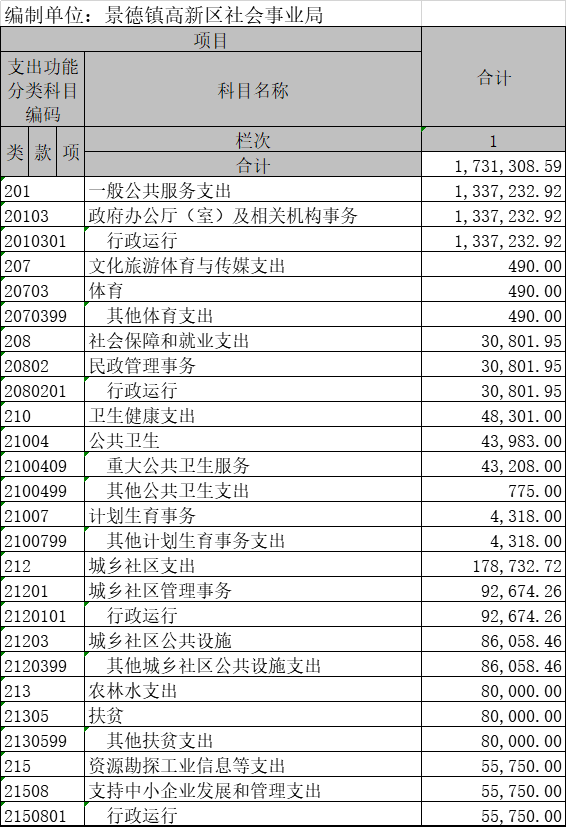 编制单位：景德镇高新区社会事业局
项目
支出功能
分类科目
编码
科目名称
合计
类 款 项
栏次 1
合计 1,731,308.59
201 一般公共服务支出 1,337,232.92
20103 政府办公厅（室）及相关机构事务 1,337,232.92
2010301 行政运行 1,337,232.92
207 文化旅游体育与传媒支出 490.00
20703 体育 490.00
2070399 其他体育支出 490.00
208 社会保障和就业支出 30,801.95
20802 民政管理事务 30,801.95
2080201 行政运行 30,801.95
210 卫生健康支出 48,301.00
21004 公共卫生 43,983.00
2100409 重大公共卫生服务 43,208.00
2100499 其他公共卫生支出 775.00
21007 计划生育事务 4,318.00
2100799 其他计划生育事务支出 4,318.00
212 城乡社区支出 178,732.72
21201 城乡社区管理事务 92,674.26
2120101 行政运行 92,674.26
21203 城乡社区公共设施 86,058.46
2120399 其他城乡社区公共设施支出 86,058.46
213 农林水支出 80,000.00
21305 扶贫 80,000.00
2130599 其他扶贫支出 80,000.00
215 资源勘探工业信息等支出 55,750.00
21508 支持中小企业发展和管理支出 55,750.00
2150801 行政运行 55,750.00